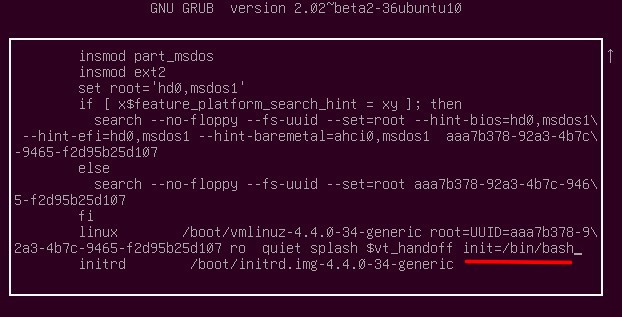 GNU GRUB  version 2.02~beta2-36ubuntu10
insmod part_msdos
insmod ext2
set root='hd0,msdos1'
if [ x$feature_platform_search_hint = xy ]; then
search --no-floppy --fs-uuid --set=root --hint-bios=hd0,msdos1\
--hint-efi=hd0,msdos1 --hint-baremetal=ahci0,msdos1  aaa7b378-92a3-4b7c\
-9465-f2d95b25d107
else
search --no-floppy --fs-uuid --set=root aaa7b378-92a3-4b7c-946\
5-f2d95b25d107
fi
linux        /boot/vmlinuz-4.4.0-34-generic root=UUID=aaa7b378-9\
2a3-4b7c-9465-f2d95b25d107 ro  quiet splash $vt_handoff init=/bin/bash_
initrd        /boot/initrd.img-4.4.0-34-generic